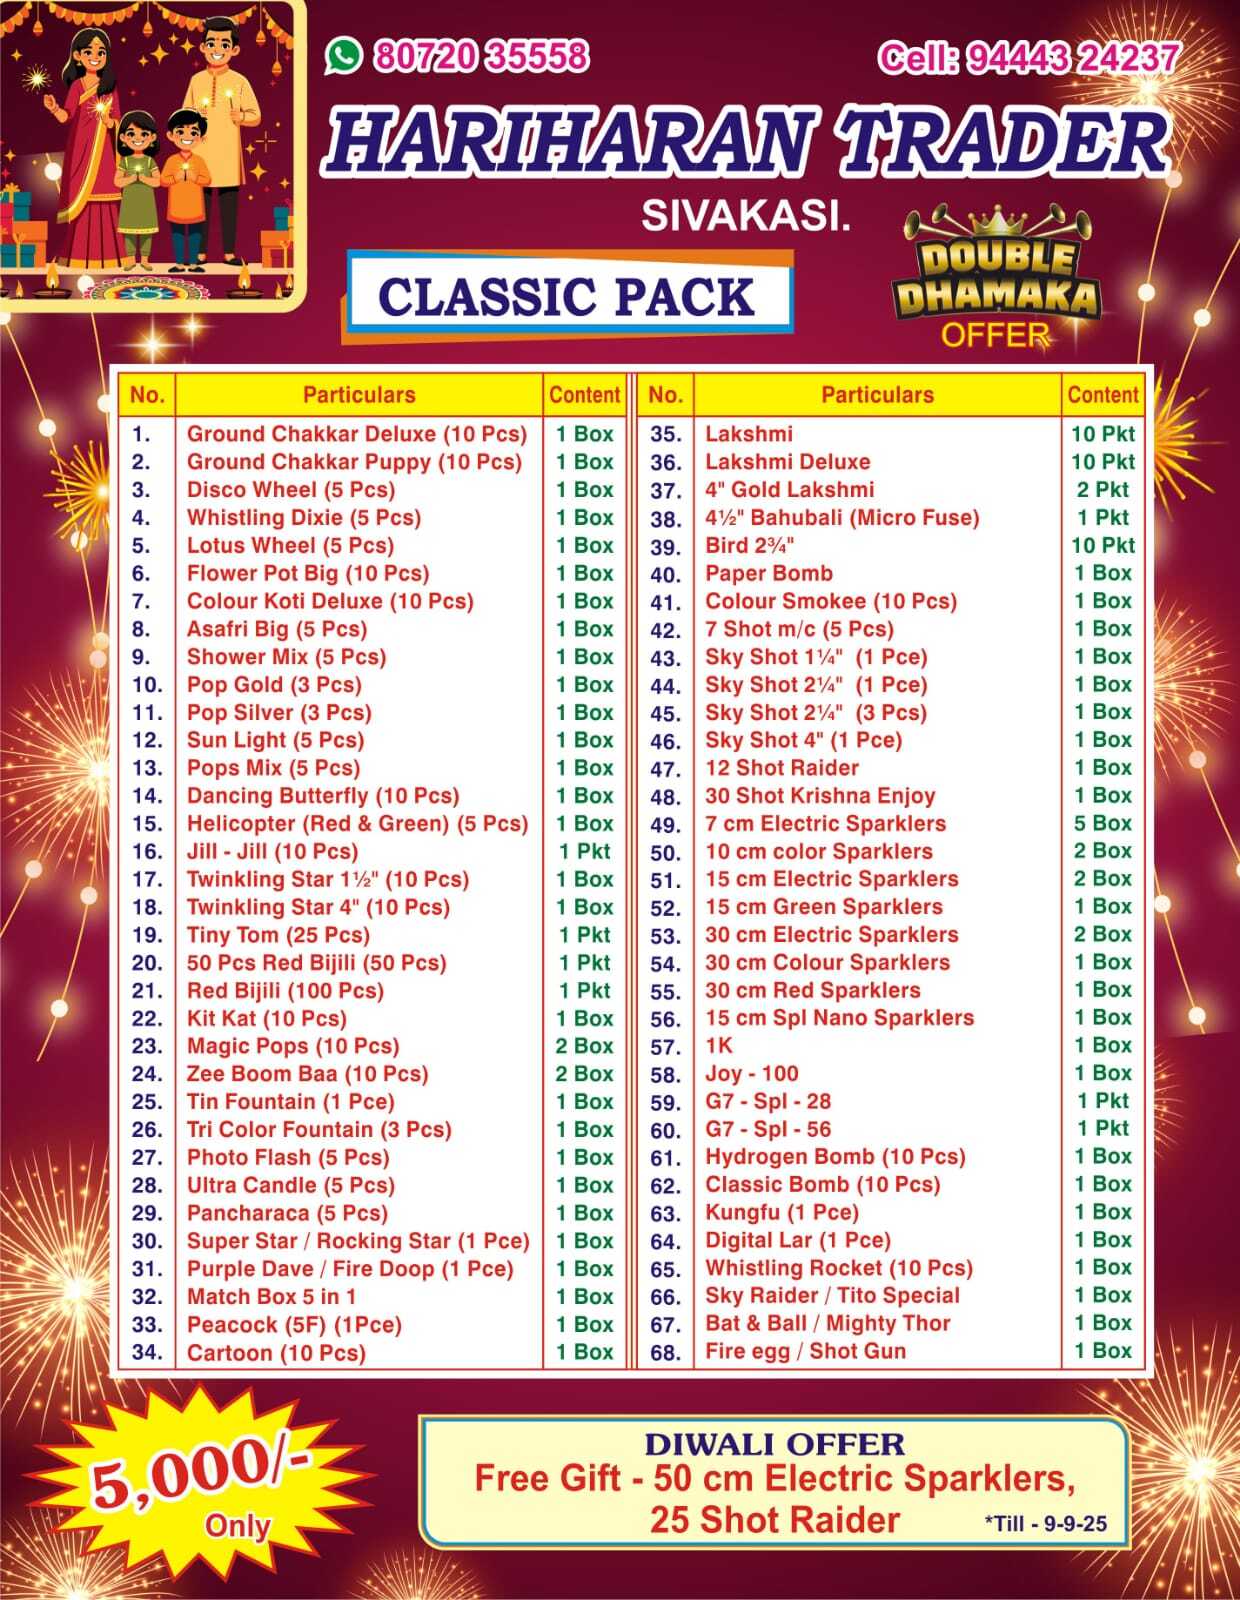 80720 35558
Cell: 94443 24237
HARIHARAN TRADER
SIVAKASI.
DOUBLE
DHAMAKA
OFFER
CLASSIC PACK
No. Particulars Content No. Particulars Content
1. Ground Chakkar Deluxe (10 Pcs) 1 Box
2. Ground Chakkar Puppy (10 Pcs) 1 Box
3. Disco Wheel (5 Pcs) 1 Box
4. Whistling Dixie (5 Pcs) 1 Box
5. Lotus Wheel (5 Pcs) 1 Box
6. Flower Pot Big (10 Pcs) 1 Box
7. Colour Koti Deluxe (10 Pcs) 1 Box
8. Asafri Big (5 Pcs) 1 Box
9. Shower Mix (5 Pcs) 1 Box
10. Pop Gold (3 Pcs) 1 Box
11. Pop Silver (3 Pcs) 1 Box
12. Sun Light (5 Pcs) 1 Box
13. Pops Mix (5 Pcs) 1 Box
14. Dancing Butterfly (10 Pcs) 1 Box
15. Helicopter (Red & Green) (5 Pcs) 1 Box
16. Jill - Jill (10 Pcs) 1 Pkt
17. Twinkling Star 1½" (10 Pcs) 1 Box
18. Twinkling Star 4" (10 Pcs) 1 Box
19. Tiny Tom (25 Pcs) 1 Pkt
20. 50 Pcs Red Bijili (50 Pcs) 1 Pkt
21. Red Bijili (100 Pcs) 1 Pkt
22. Kit Kat (10 Pcs) 1 Box
23. Magic Pops (10 Pcs) 2 Box
24. Zee Boom Baa (10 Pcs) 2 Box
25. Tin Fountain (1 Pce) 1 Box
26. Tri Color Fountain (3 Pcs) 1 Box
27. Photo Flash (5 Pcs) 1 Box
28. Ultra Candle (5 Pcs) 1 Box
29. Pancharaca (5 Pcs) 1 Box
30. Super Star / Rocking Star (1 Pce) 1 Box
31. Purple Dave / Fire Doop (1 Pce) 1 Box
32. Match Box 5 in 1 1 Box
33. Peacock (5F) (1Pce) 1 Box
34. Cartoon (10 Pcs) 1 Box
35. Lakshmi 10 Pkt
36. Lakshmi Deluxe 10 Pkt
37. 4" Gold Lakshmi 2 Pkt
38. 4½" Bahubali (Micro Fuse) 1 Pkt
39. Bird 2¾" 10 Pkt
40. Paper Bomb 1 Box
41. Colour Smokee (10 Pcs) 1 Box
42. 7 Shot m/c (5 Pcs) 1 Box
43. Sky Shot 1¼" (1 Pce) 1 Box
44. Sky Shot 2¼" (1 Pce) 1 Box
45. Sky Shot 2¼" (3 Pcs) 1 Box
46. Sky Shot 4" (1 Pce) 1 Box
47. 12 Shot Raider 1 Box
48. 30 Shot Krishna Enjoy 1 Box
49. 7 cm Electric Sparklers 5 Box
50. 10 cm color Sparklers 2 Box
51. 15 cm Electric Sparklers 2 Box
52. 15 cm Green Sparklers 1 Box
53. 30 cm Electric Sparklers 2 Box
54. 30 cm Colour Sparklers 1 Box
55. 30 cm Red Sparklers 1 Box
56. 15 cm Spl Nano Sparklers 1 Box
57. 1K 1 Box
58. Joy - 100 1 Box
59. G7 - Spl - 28 1 Pkt
60. G7 - Spl - 56 1 Pkt
61. Hydrogen Bomb (10 Pcs) 1 Box
62. Classic Bomb (10 Pcs) 1 Box
63. Kungfu (1 Pce) 1 Box
64. Digital Lar (1 Pce) 1 Box
65. Whistling Rocket (10 Pcs) 1 Box
66. Sky Raider / Tito Special 1 Box
67. Bat & Ball / Mighty Thor 1 Box
68. Fire egg / Shot Gun 1 Box
5,000/-
Only
DIWALI OFFER
Free Gift - 50 cm Electric Sparklers,
25 Shot Raider *Till - 9-9-25